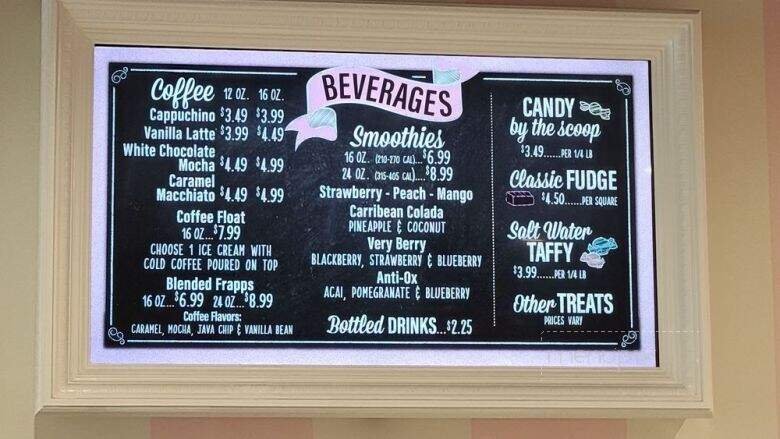 BEVERAGES
Coffee 12 OZ. 16 OZ.
Cappuchino $3.49 $3.99
Vanilla Latte $3.99 $4.49
White Chocolate
Mocha $4.49 $4.99
Caramel
Macchiato $4.49 $4.99
Coffee Float
16 OZ...$7.99
CHOOSE 1 ICE CREAM WITH
COLD COFFEE POURED ON TOP
Blended Frapps
16 OZ...$6.99 24 OZ...$8.99
Coffee Flavors:
CARAMEL, MOCHA, JAVA CHIP & VANILLA BEAN
Smoothies
16 OZ. (210-270 CAL)...$6.99
24 OZ. (315-405 CAL)...$8.99
Strawberry - Peach - Mango
Carribean Colada
PINEAPPLE & COCONUT
Very Berry
BLACKBERRY, STRAWBERRY & BLUEBERRY
Anti-Ox
ACAI, POMEGRANATE & BLUEBERRY
Bottled DRINKS...$2.25
CANDY
by the scoop
$3.49......PER 1/4 LB
Classic FUDGE
$4.50......PER SQUARE
Salt Water
TAFFY
$3.99......PER 1/4 LB
Other TREATS
PRICES VARY